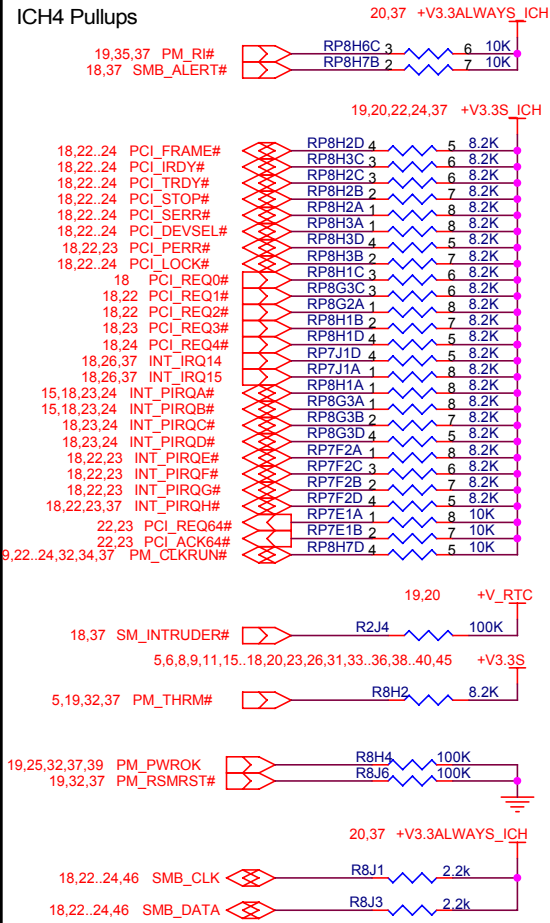 ICH4 Pullups
20,37 +V3.3ALWAYS_ICH
19,35,37 PM_RI# RP8H6C 3 6 10K
18,37 SMB_ALERT# RP8H7B 2 7 10K
19,20,22,24,37 +V3.3S_ICH
18,22..24 PCI_FRAME# RP8H2D 4 5 8.2K
18,22..24 PCI_IRDY# RP8H3C 3 6 8.2K
18,22..24 PCI_TRDY# RP8H2C 3 6 8.2K
18,22..24 PCI_STOP# RP8H2B 2 7 8.2K
18,22..24 PCI_SERR# RP8H2A 1 8 8.2K
18,22..24 PCI_DEVSEL# RP8H3A 1 8 8.2K
18,22,23 PCI_PERR# RP8H3D 4 5 8.2K
18,22..24 PCI_LOCK# RP8H3B 2 7 8.2K
18 PCI_REQ0# RP8H1C 3 6 8.2K
18,22 PCI_REQ1# RP8G3C 3 6 8.2K
18,22 PCI_REQ2# RP8G2A 1 8 8.2K
18,23 PCI_REQ3# RP8H1B 2 7 8.2K
18,24 PCI_REQ4# RP8H1D 4 5 8.2K
18,26,37 INT_IRQ14 RP7J1D 4 5 8.2K
18,26,37 INT_IRQ15 RP7J1A 1 8 8.2K
15,18,23,24 INT_PIRQA# RP8H1A 1 8 8.2K
15,18,23,24 INT_PIRQB# RP8G3A 1 8 8.2K
18,23,24 INT_PIRQC# RP8G3B 2 7 8.2K
18,23,24 INT_PIRQD# RP8G3D 4 5 8.2K
18,22,23 INT_PIRQE# RP7F2A 1 8 8.2K
18,22,23 INT_PIRQF# RP7F2C 3 6 8.2K
18,22,23 INT_PIRQG# RP7F2B 2 7 8.2K
18,22,23,37 INT_PIRQH# RP7F2D 4 5 8.2K
22,23 PCI_REQ64# RP7E1A 1 8 10K
22,23 PCI_ACK64# RP7E1B 2 7 10K
9,22..24,32,34,37 PM_CLKRUN# RP8H7D 4 5 10K
19,20 +V_RTC
18,37 SM_INTRUDER# R2J4 100K
5,6,8,9,11,15..18,20,23,26,31,33..36,38..40,45 +V3.3S
5,19,32,37 PM_THRM# R8H2 8.2K
19,25,32,37,39 PM_PWROK R8H4 100K
19,32,37 PM_RSMRST# R8J6 100K
20,37 +V3.3ALWAYS_ICH
18,22..24,46 SMB_CLK R8J1 2.2k
18,22..24,46 SMB_DATA R8J3 2.2k